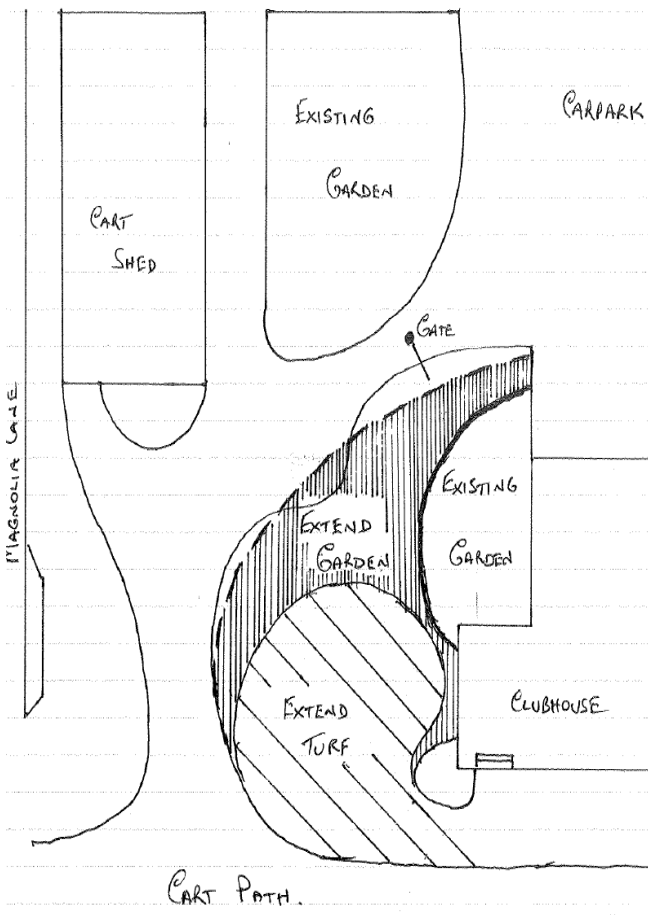 EXISTING
GARDEN
CARPARK
CART
SHED
GATE
MAGNOLIA LANE
EXISTING
GARDEN
EXTEND
GARDEN
EXTEND
TURF
CLUBHOUSE
CART PATH.